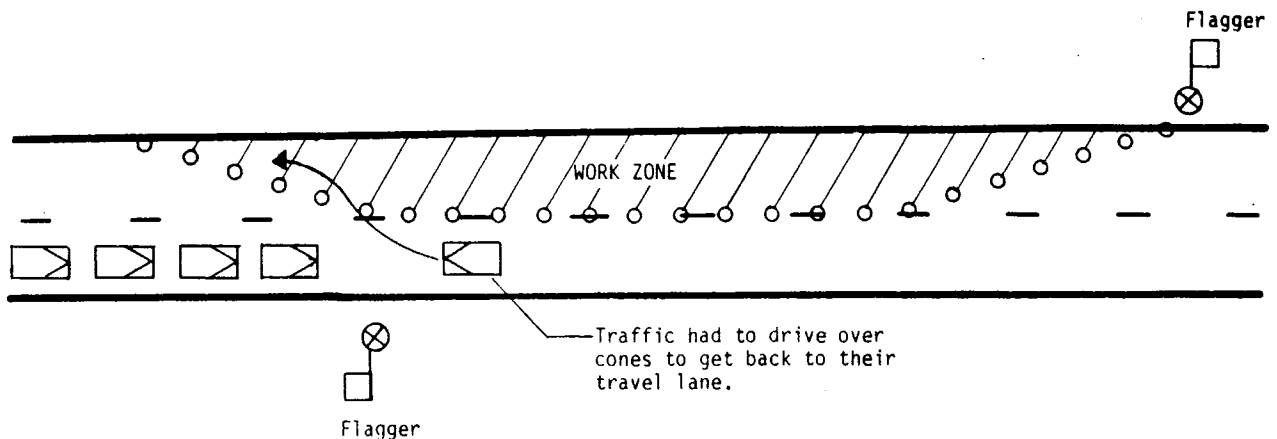 Flagger
WORK ZONE
Traffic had to drive over
cones to get back to their
travel lane.
Flagger